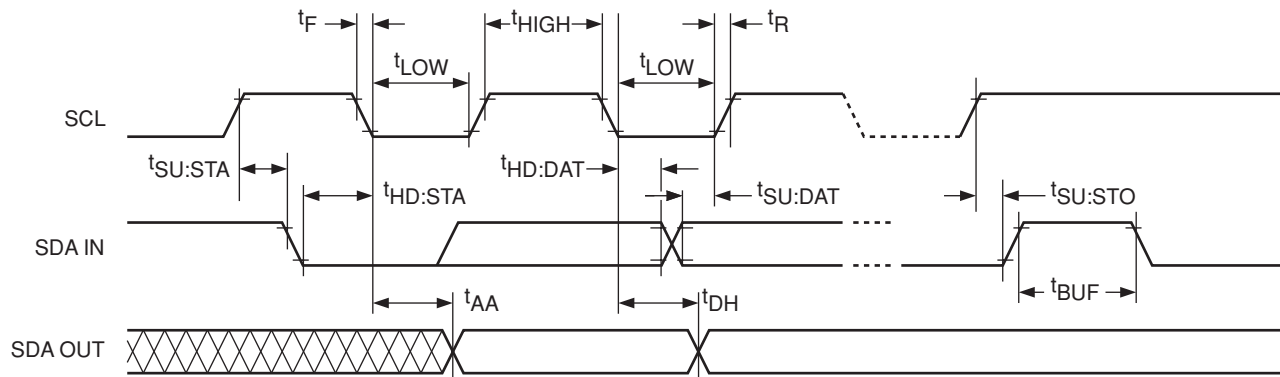 tF
tHIGH
tR
tLOW
tLOW
SCL
tSU:STA
tHD:STA
tHD:DAT
tSU:DAT
tSU:STO
SDA IN
tBUF
tAA
tDH
SDA OUT